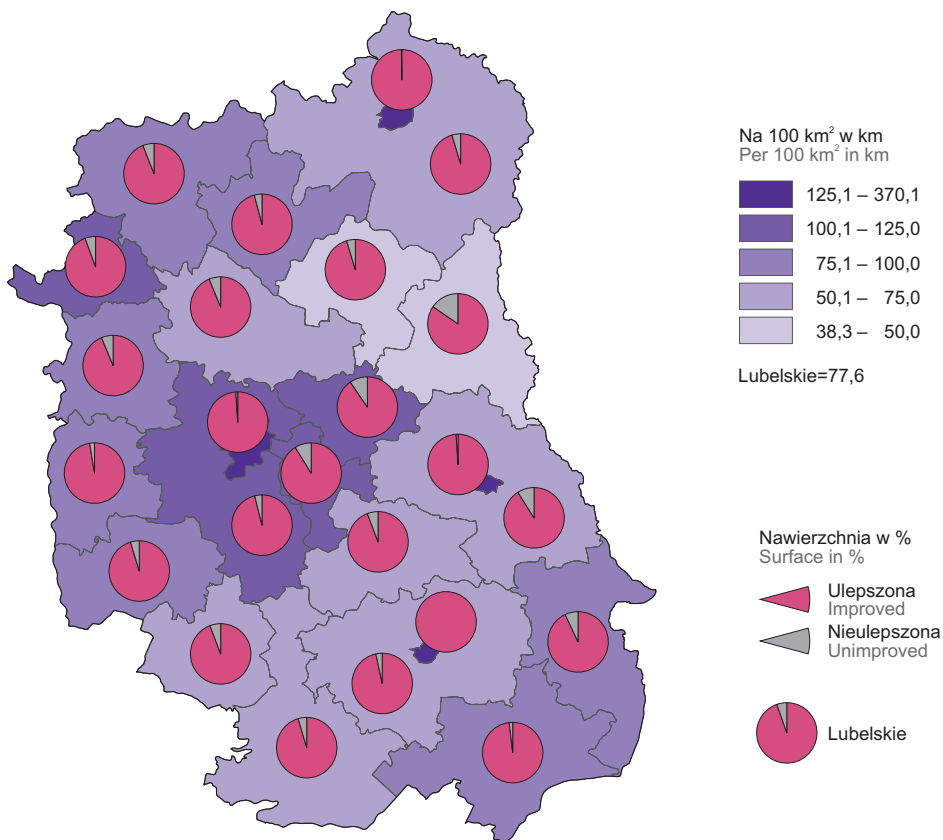 Na 100 km² w km
Per 100 km² in km
125,1 – 370,1
100,1 – 125,0
75,1 – 100,0
50,1 – 75,0
38,3 – 50,0
Lubelskie=77,6
Nawierzchnia w %
Surface in %
Ulepszona
Improved
Nieulepszona
Unimproved
Lubelskie